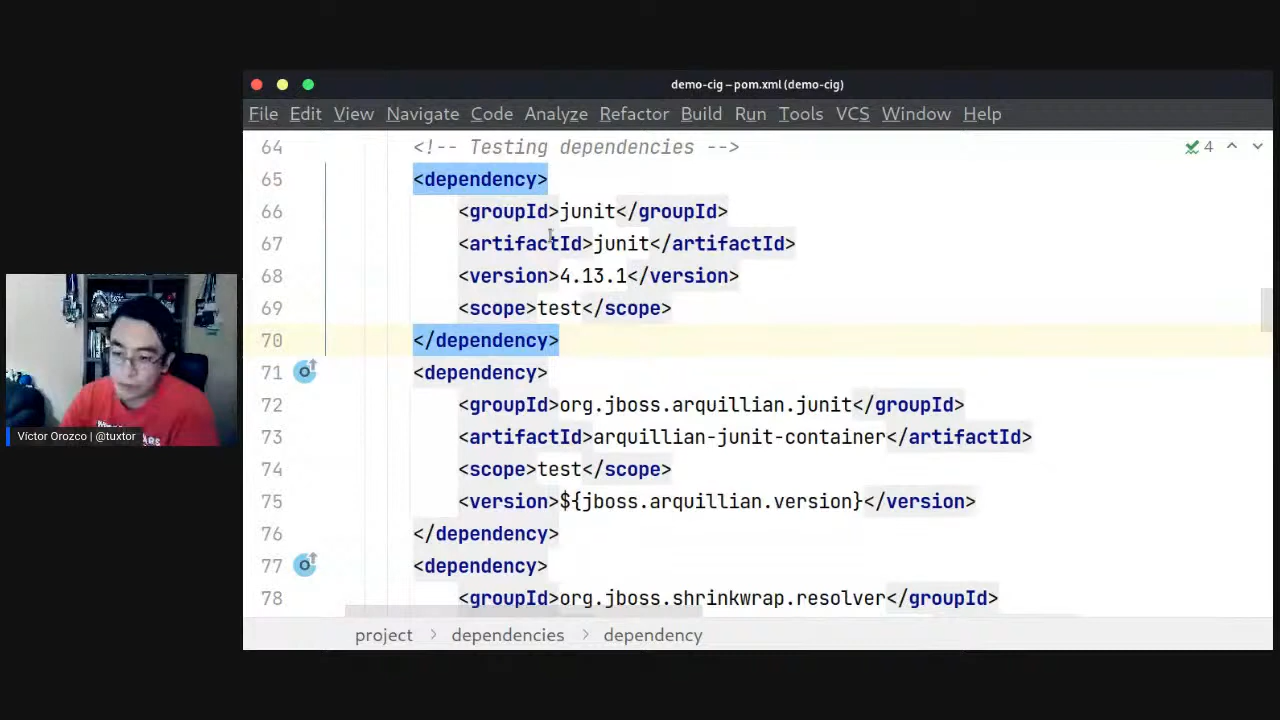 demo-cig – pom.xml (demo-cig)
File Edit View Navigate Code Analyze Refactor Build Run Tools VCS Window Help
64 <!-- Testing dependencies --> 4
65 <dependency>
66 <groupId>junit</groupId>
67 <artifactId>junit</artifactId>
68 <version>4.13.1</version>
69 <scope>test</scope>
70 </dependency>
71 <dependency>
72 <groupId>org.jboss.arquillian.junit</groupId>
73 <artifactId>arquillian-junit-container</artifactId>
74 <scope>test</scope>
75 <version>${jboss.arquillian.version}</version>
76 </dependency>
77 <dependency>
78 <groupId>org.jboss.shrinkwrap.resolver</groupId>
project > dependencies > dependency
Víctor Orozco | @tuxtor